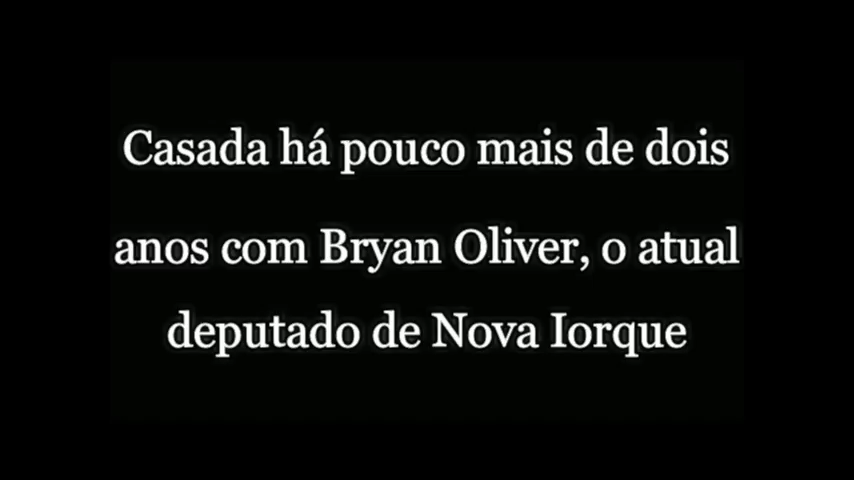 Casada há pouco mais de dois
anos com Bryan Oliver, o atual
deputado de Nova Iorque